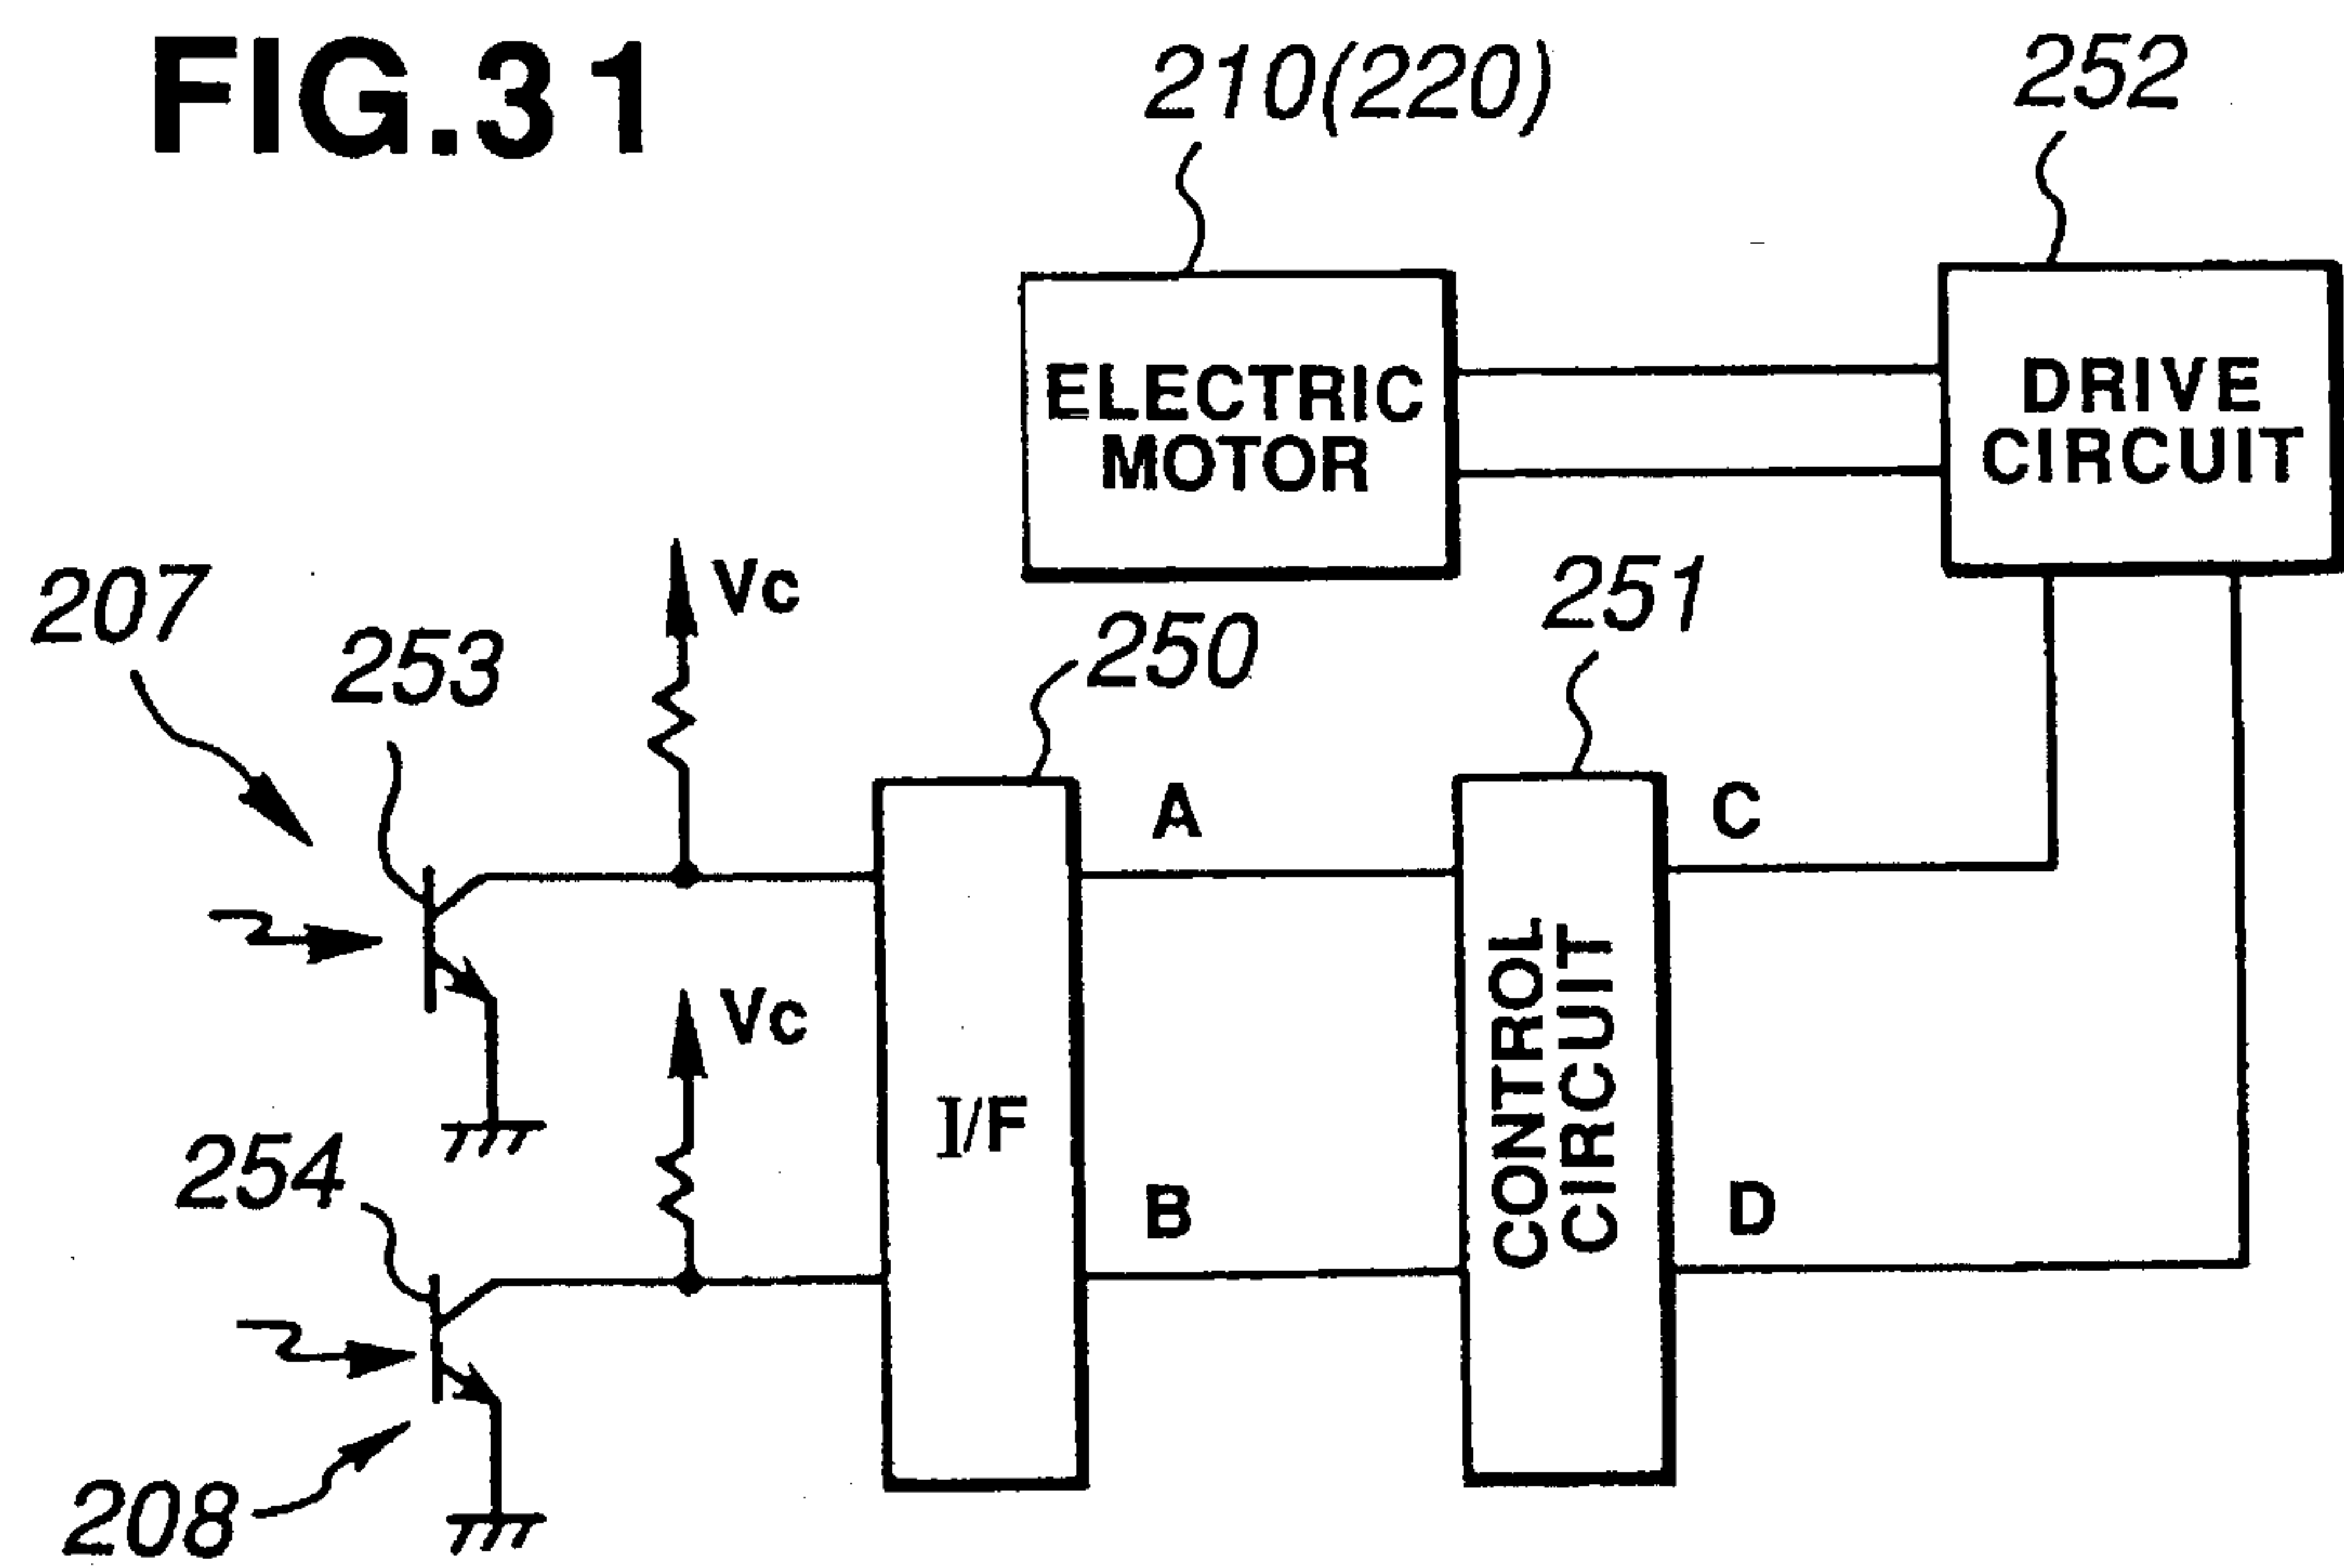 FIG.31
210(220)
252
ELECTRIC
MOTOR
DRIVE
CIRCUIT
207
253
Vc
250
251
A
C
CONTROL
CIRCUIT
Vc
I/F
254
B
D
208